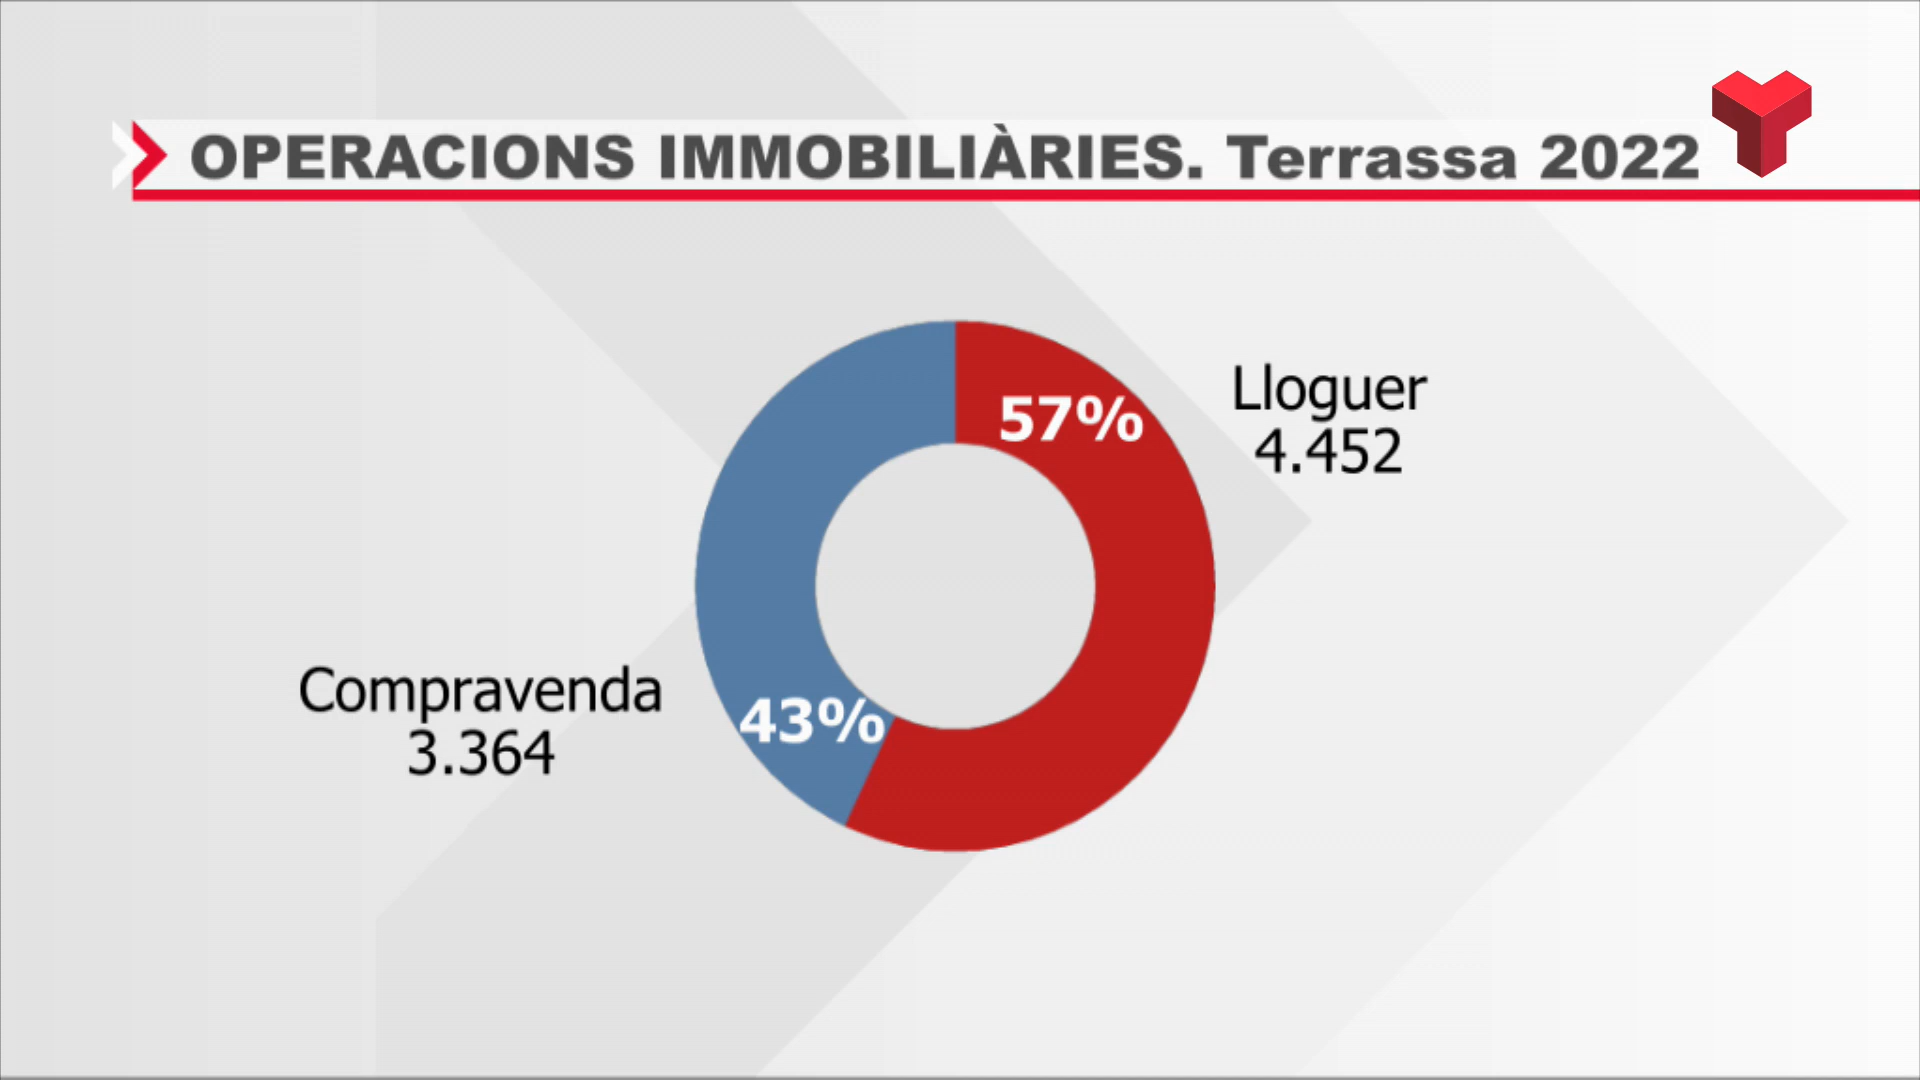 OPERACIONS IMMOBILIÀRIES. Terrassa 2022
57%
Lloguer
4.452
Compravenda
3.364
43%